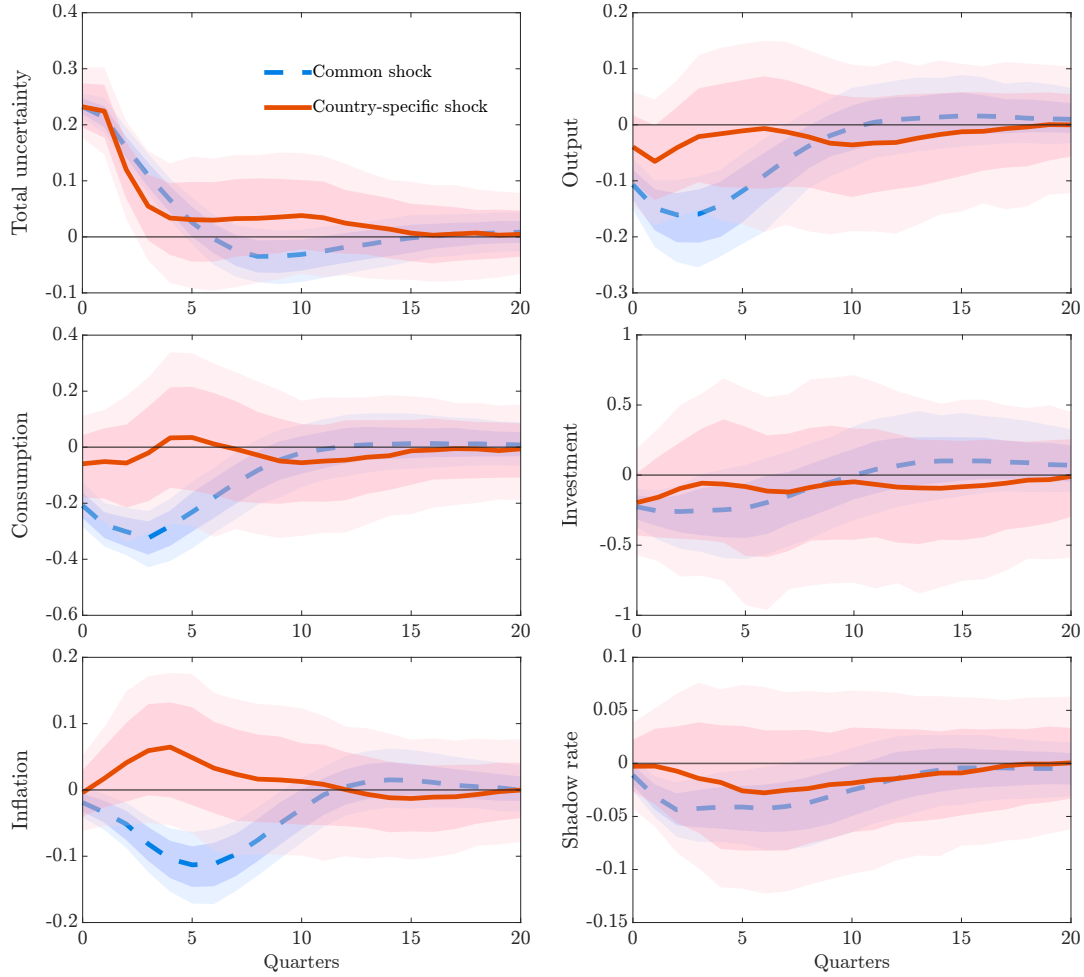 Total uncertainty
0.4
0.3
0.2
0.1
0
-0.1
0 5 10 15 20
Common shock
Country-specific shock
Output
0.2
0.1
0
-0.1
-0.2
-0.3
0 5 10 15 20
Consumption
0.4
0.2
0
-0.2
-0.4
-0.6
0 5 10 15 20
Investment
1
0.5
0
-0.5
-1
0 5 10 15 20
Inflation
0.2
0.1
0
-0.1
-0.2
0 5 10 15 20
Quarters
Shadow rate
0.1
0.05
0
-0.05
-0.1
-0.15
0 5 10 15 20
Quarters